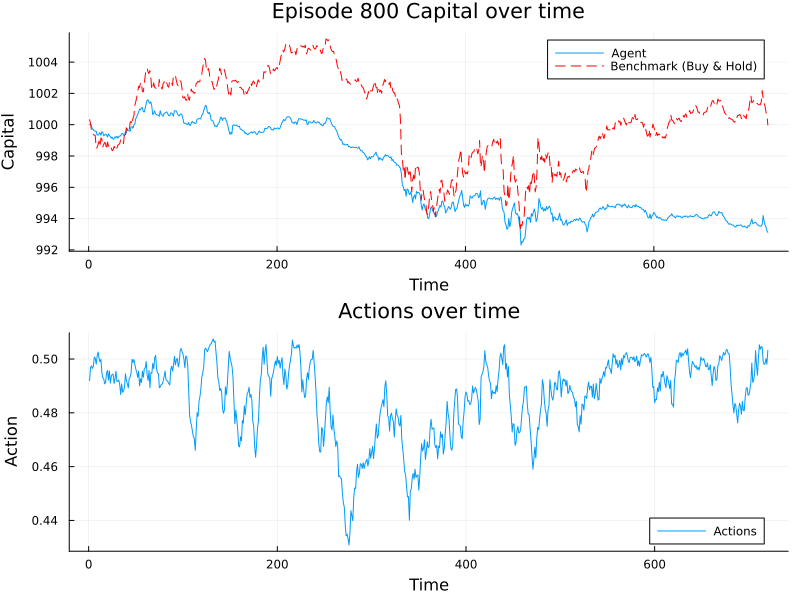 Episode 800 Capital over time
Capital
1004
1002
1000
998
996
994
992
Agent
Benchmark (Buy & Hold)
0
200
400
600
Time
Actions over time
Action
0.50
0.48
0.46
0.44
Actions
0
200
400
600
Time